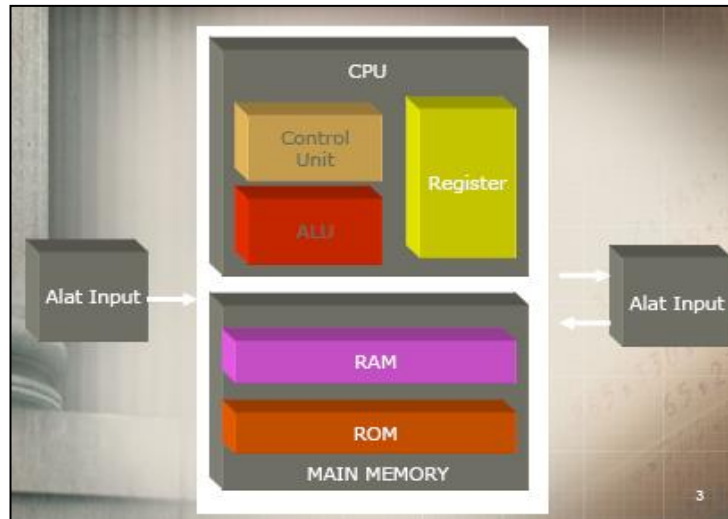 CPU
Control
Unit
Register
ALU
Alat Input
Alat Input
RAM
ROM
MAIN MEMORY
3